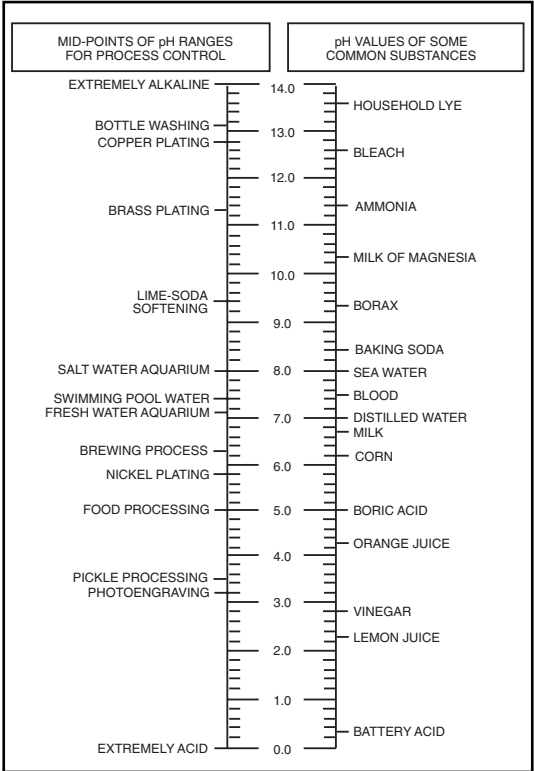 MID-POINTS OF pH RANGES
FOR PROCESS CONTROL
pH VALUES OF SOME
COMMON SUBSTANCES
EXTREMELY ALKALINE
14.0
HOUSEHOLD LYE
BOTTLE WASHING
13.0
COPPER PLATING
BLEACH
12.0
BRASS PLATING
AMMONIA
11.0
MILK OF MAGNESIA
10.0
LIME-SODA
SOFTENING
BORAX
9.0
BAKING SODA
SALT WATER AQUARIUM
8.0
SEA WATER
SWIMMING POOL WATER
BLOOD
FRESH WATER AQUARIUM
7.0
DISTILLED WATER
MILK
BREWING PROCESS
CORN
6.0
NICKEL PLATING
FOOD PROCESSING
5.0
BORIC ACID
ORANGE JUICE
4.0
PICKLE PROCESSING
PHOTOENGRAVING
3.0
VINEGAR
LEMON JUICE
2.0
1.0
BATTERY ACID
EXTREMELY ACID
0.0